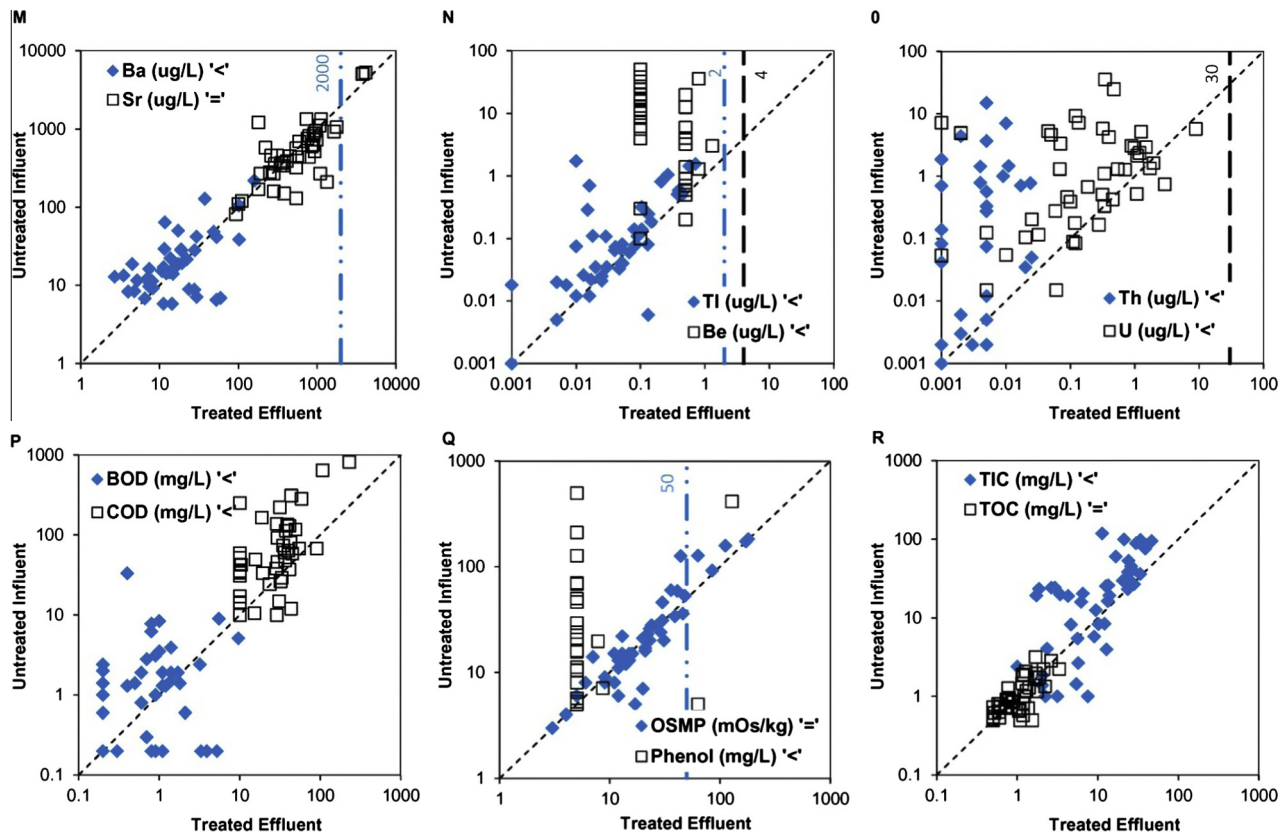 M
10000
1000
100
10
1
Untreated Influent
Ba (ug/L) '<'
Sr (ug/L) '='
2000
1 10 100 1000 10000
Treated Effluent
N
100
10
1
0.1
0.01
0.001
Untreated Influent
2
4
Tl (ug/L) '<'
Be (ug/L) '<'
0.001 0.01 0.1 1 10 100
Treated Effluent
0
100
10
1
0.1
0.01
0.001
Untreated Influent
30
Th (ug/L) '<'
U (ug/L) '<'
0.001 0.01 0.1 1 10 100
Treated Effluent
P
1000
100
10
1
0.1
Untreated Influent
BOD (mg/L) '<'
COD (mg/L) '<
0.1 1 10 100 1000
Treated Effluent
Q
1000
100
10
1
Untreated Influent
50
OSMP (mOs/kg) '='
Phenol (mg/L) '<'
1 10 100 1000
Treated Effluent
R
1000
100
10
1
0.1
Untreated Influent
TIC (mg/L) '<'
TOC (mg/L) '='
0.1 1 10 100 1000
Treated Effluent